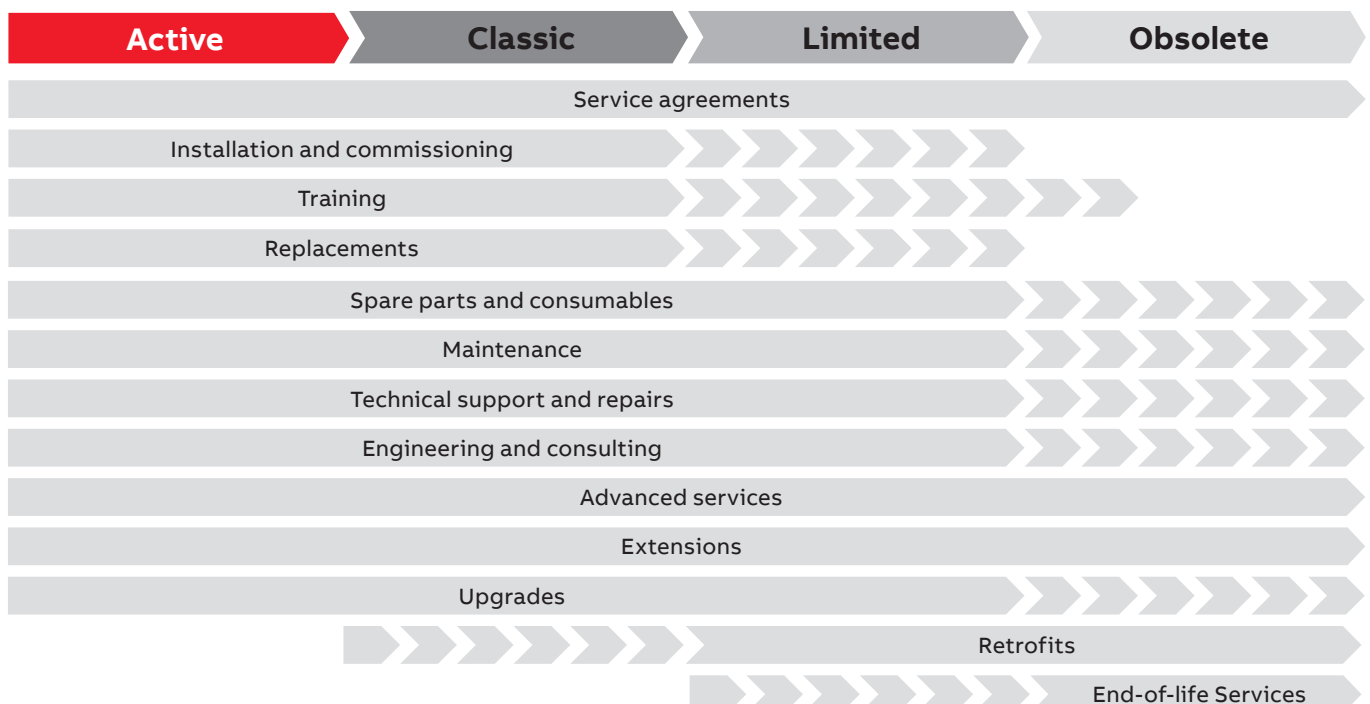 Active
Classic
Limited
Obsolete
Service agreements
Installation and commissioning
Training
Replacements
Spare parts and consumables
Maintenance
Technical support and repairs
Engineering and consulting
Advanced services
Extensions
Upgrades
Retrofits
End-of-life Services